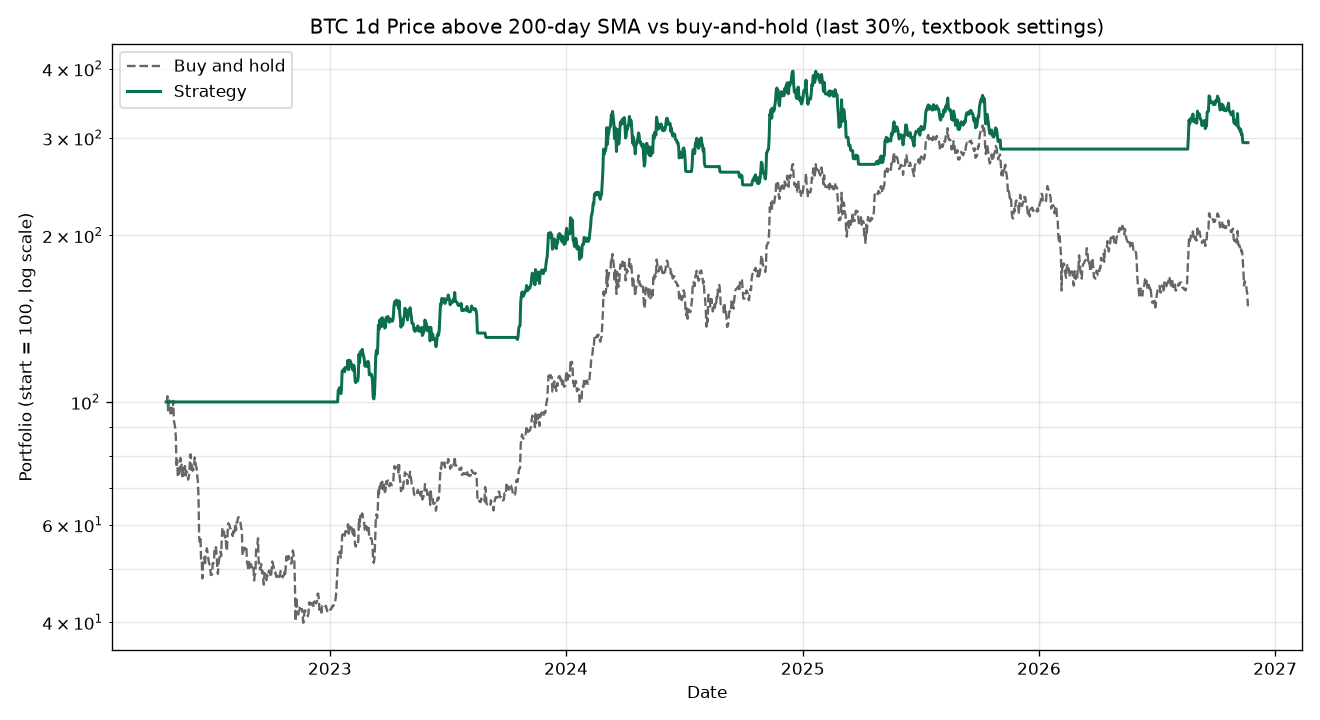 BTC 1d Price above 200-day SMA vs buy-and-hold (last 30%, textbook settings)
Buy and hold
Strategy
Portfolio (start = 100, log scale)
4 × 10²
3 × 10²
2 × 10²
10²
6 × 10¹
4 × 10¹
2023 2024 2025 2026 2027
Date